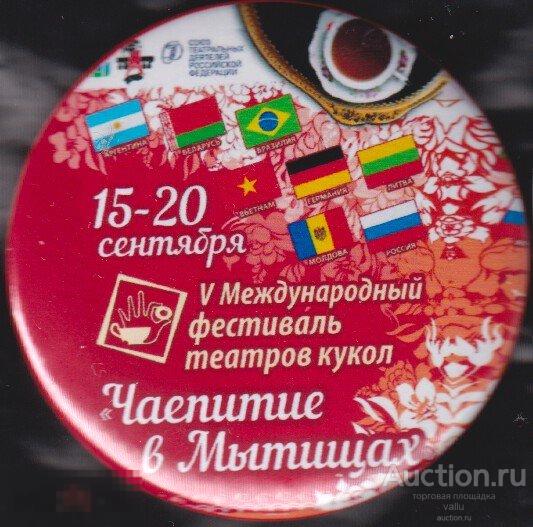 СОЮЗ
ТЕАТРАЛЬНЫХ
ДЕЯТЕЛЕЙ
РОССИЙСКОЙ
ФЕДЕРАЦИИ
АРГЕНТИНА
БЕЛАРУСЬ
БРАЗИЛИЯ
ВЬЕТНАМ
ГЕРМАНИЯ
ЛИТВА
МОЛДОВА
РОССИЯ
15-20
сентября
V Международный
фестиваль
театров кукол
«Чаепитие
в Мытищах
Auction.ru
торговая площадка
vallu
auction.ru